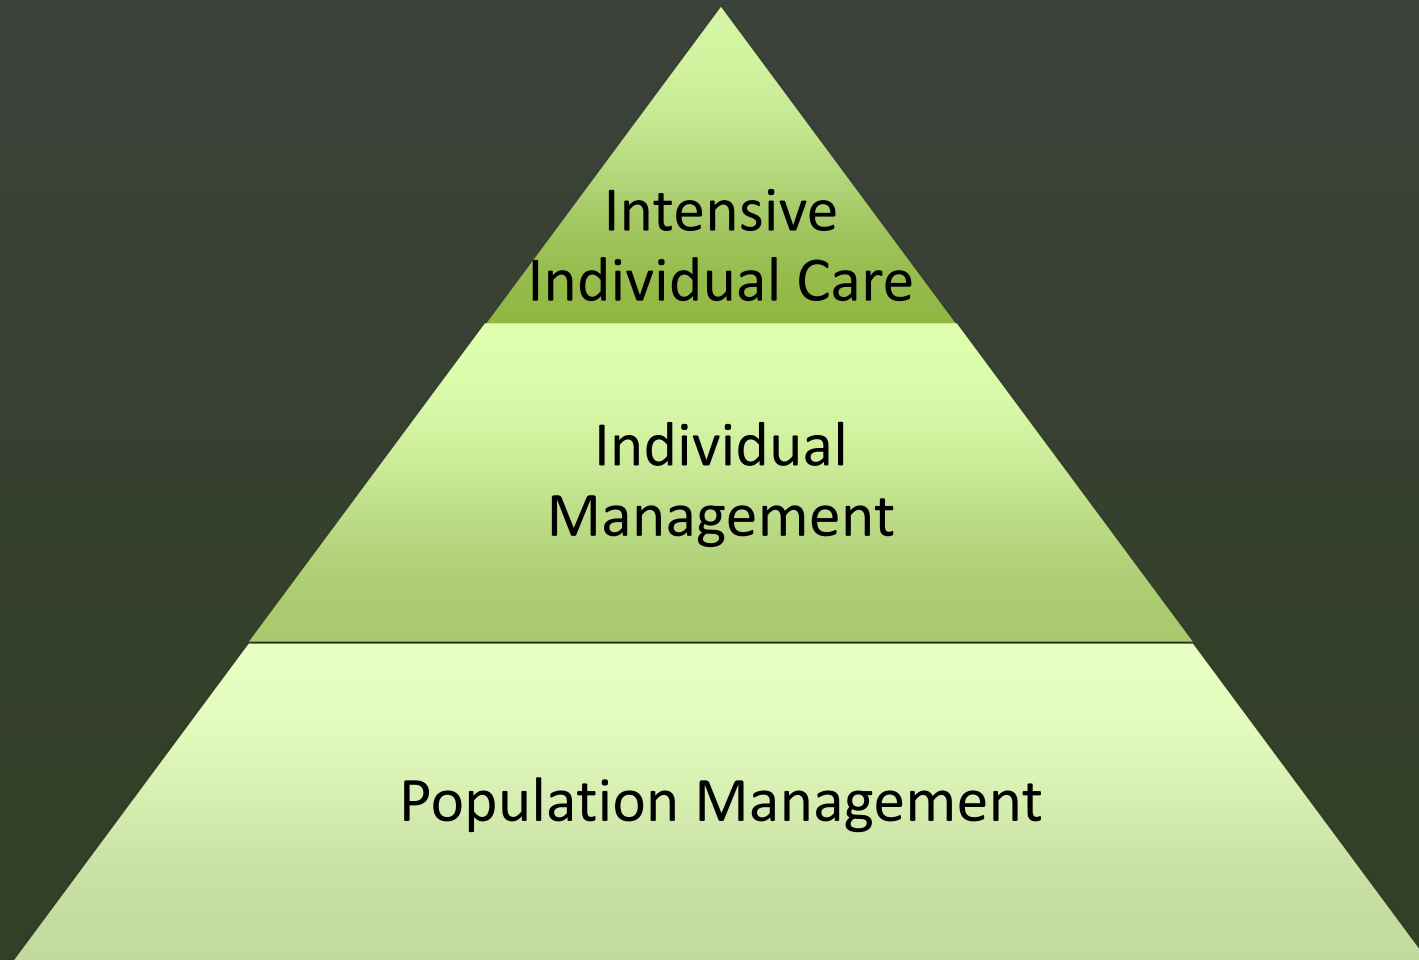 Intensive
Individual Care
Individual
Management
Population Management